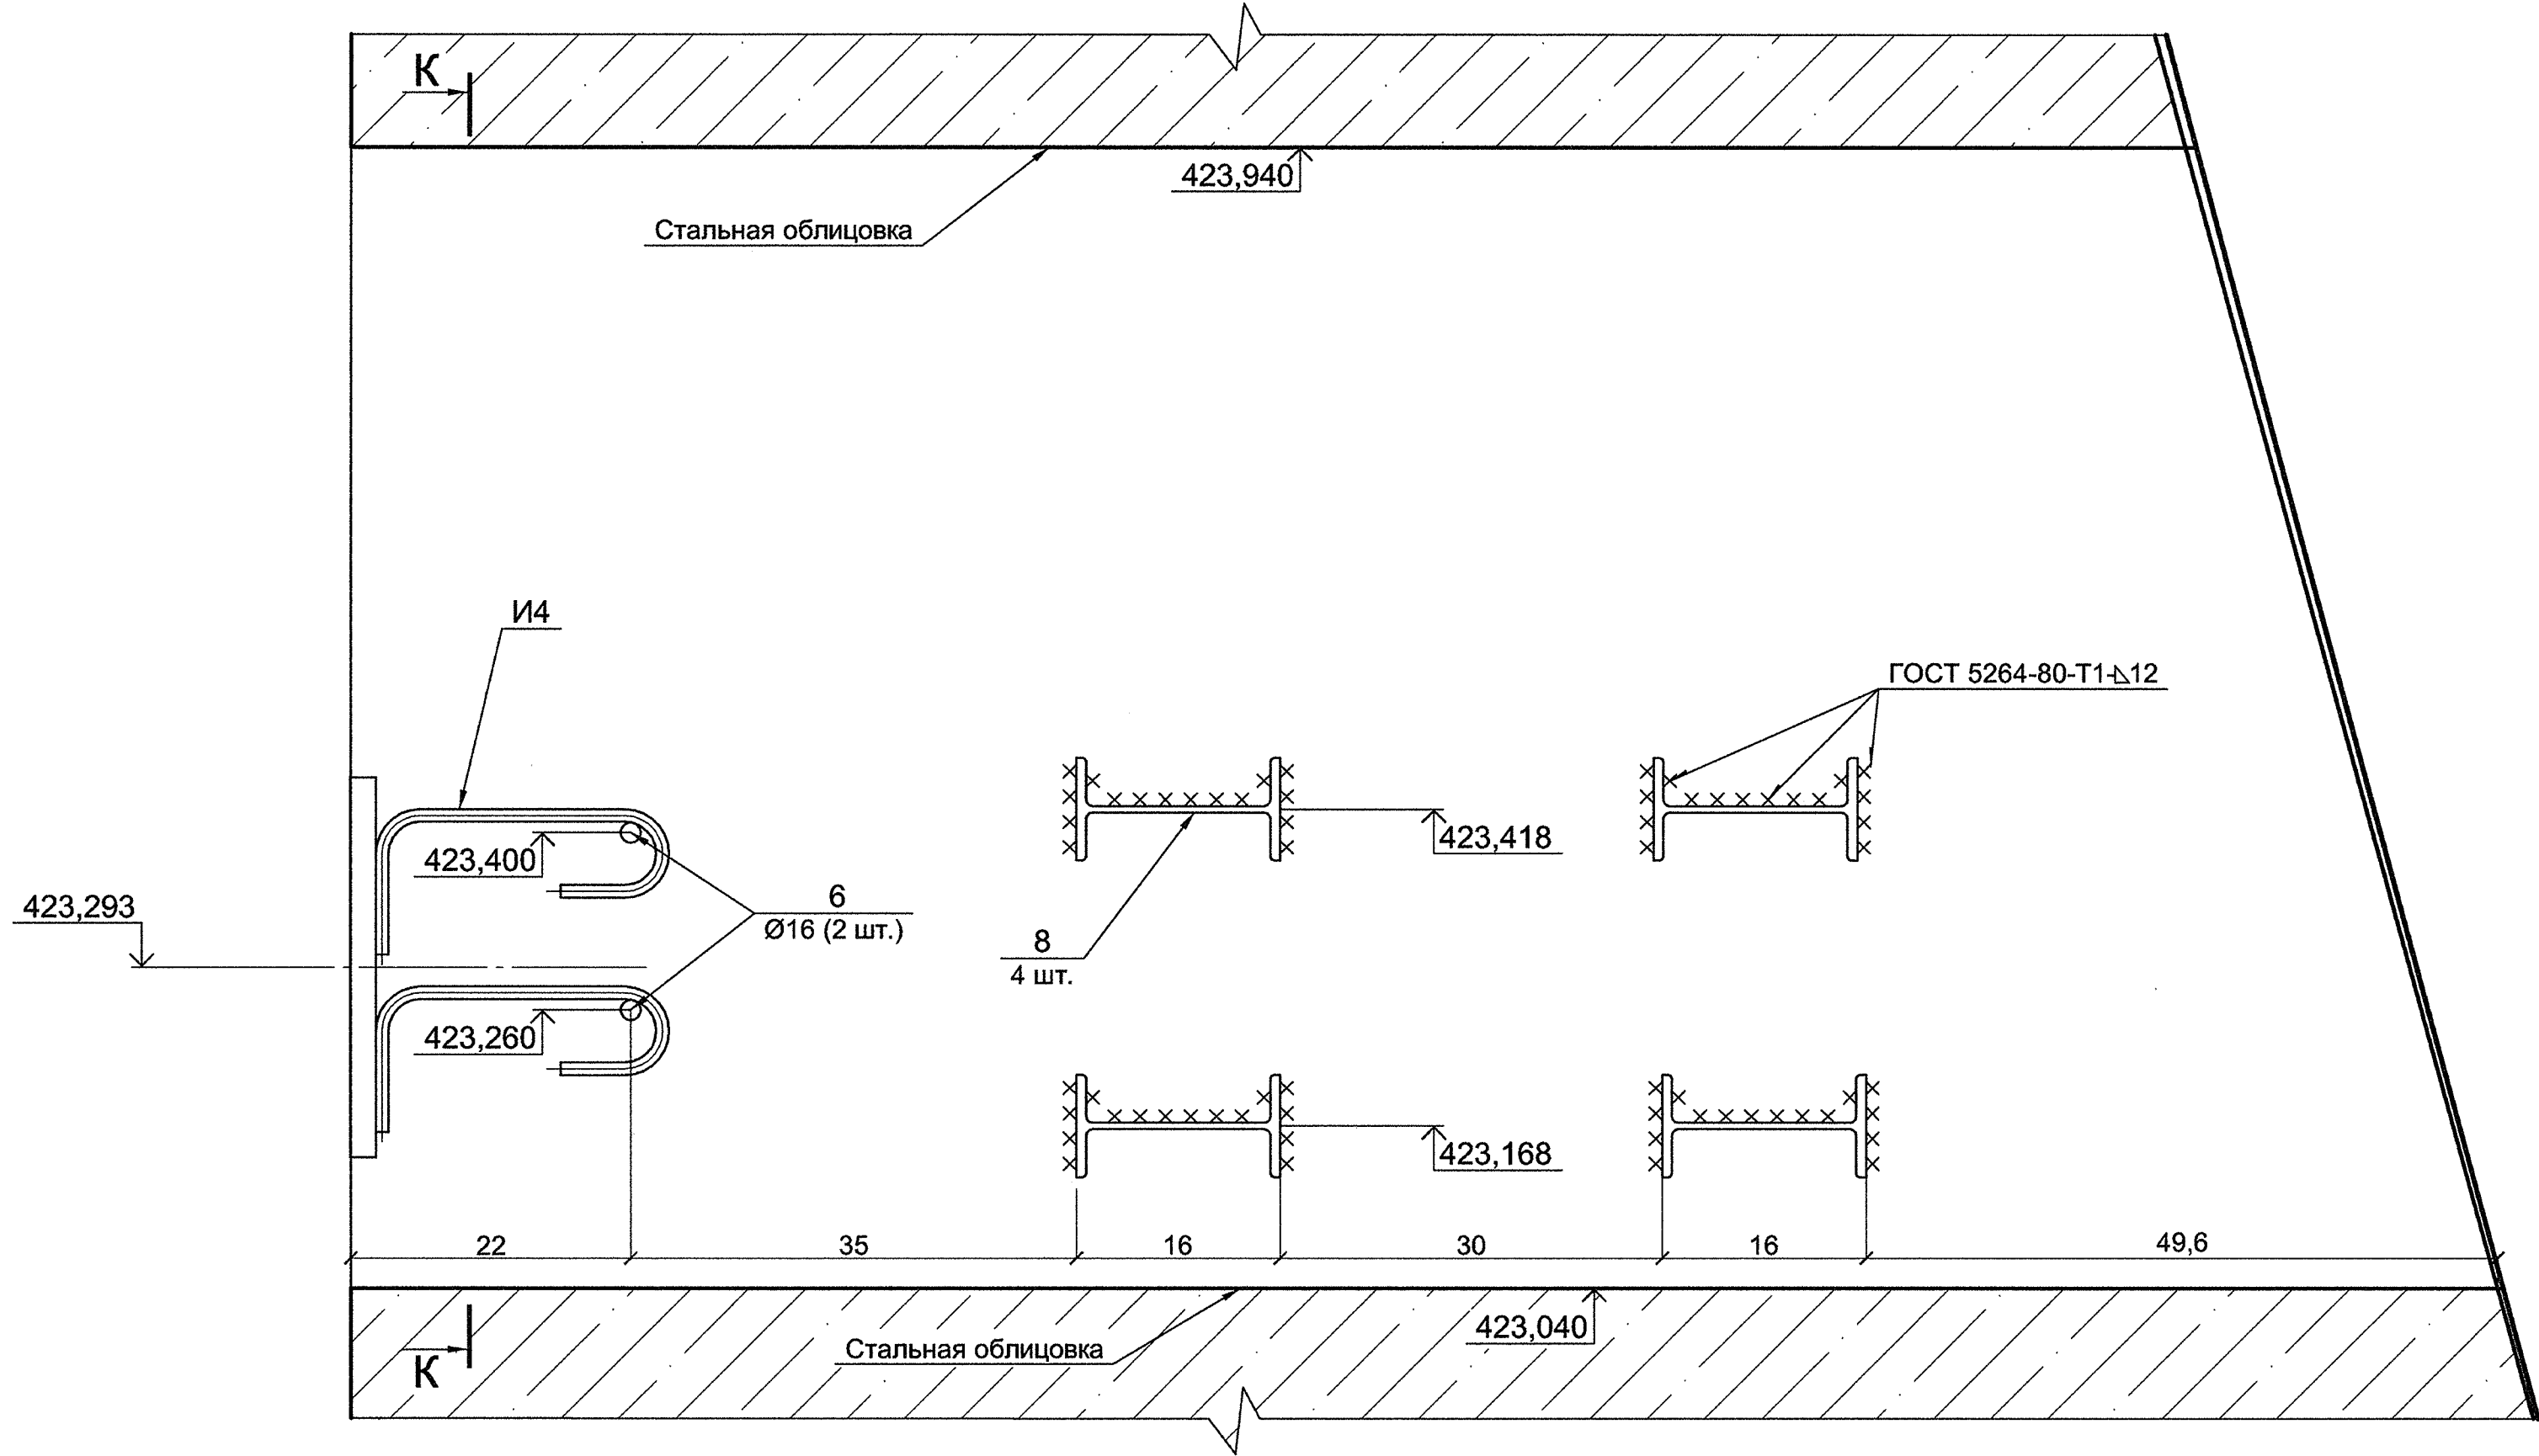 К
423,940
Стальная облицовка
И4
ГОСТ 5264-80-Т1-⊿12
423,400
423,418
423,293
6
Ø16 (2 шт.)
8
4 шт.
423,260
423,168
22
35
16
30
16
49,6
423,040
Стальная облицовка
К